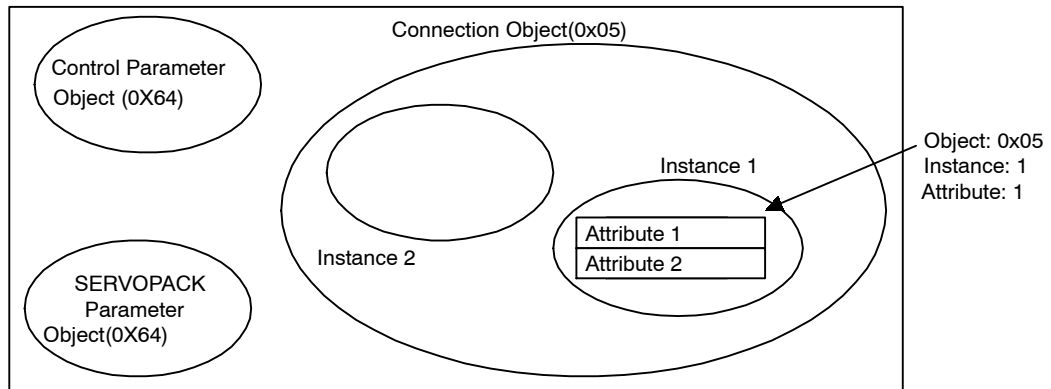 Connection Object(0x05)
Control Parameter
Object (0X64)
Object: 0x05
Instance: 1
Attribute: 1
Instance 1
Attribute 1
Attribute 2
Instance 2
SERVOPACK
Parameter
Object(0X64)